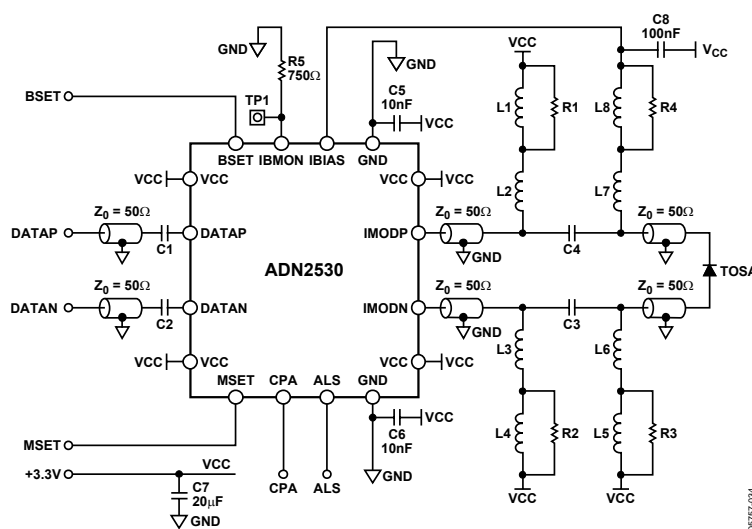 C8
100nF
GND
R5
750Ω
VCC
VCC
GND
C5
10nF
TP1
BSET
VCC
L1
R1
L8
R4
BSET
IBMON
IBIAS
GND
VCC
VCC
VCC
VCC
L2
L7
Z0 = 50Ω
Z0 = 50Ω
Z0 = 50Ω
DATAP
C1
DATAP
IMODP
GND
C4
ADN2530
TOSA
Z0 = 50Ω
Z0 = 50Ω
Z0 = 50Ω
DATAN
C2
DATAN
IMODN
GND
C3
VCC
VCC
VCC
VCC
L3
L6
MSET
CPA
ALS
GND
VCC
C6
10nF
L4
R2
L5
R3
MSET
GND
+3.3V
VCC
C7
20µF
CPA
ALS
VCC
VCC
GND